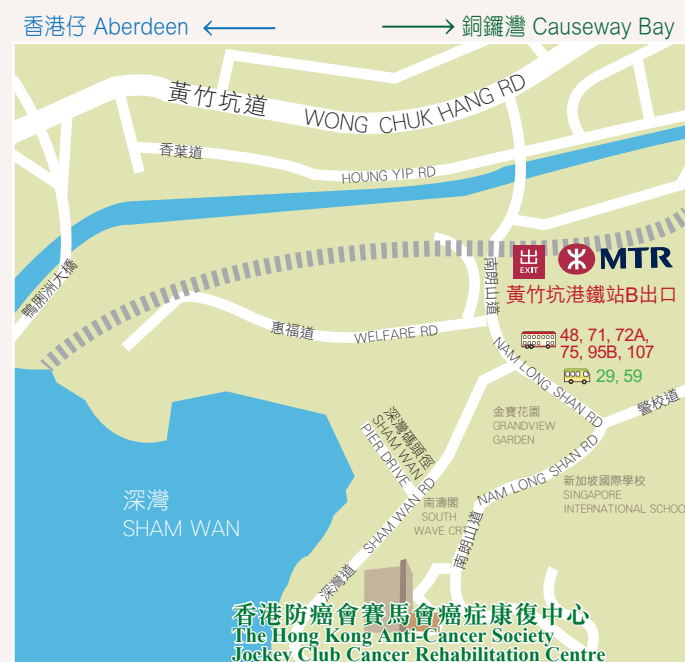 香港仔 Aberdeen
銅鑼灣 Causeway Bay
黃竹坑道 WONG CHUK HANG RD
香葉道
HOUNG YIP RD
鴨脷洲大橋
南朗山道
出
EXIT
MTR
黃竹坑港鐵站B出口
惠福道 WELFARE RD
48, 71, 72A,
75, 95B, 107
29, 59
NAM LONG SHAN RD
警校道
金寶花園
GRANDVIEW
GARDEN
深灣碼頭徑
SHAM WAN
PIER DRIVE
NAM LONG SHAN RD
南朗山道
新加坡國際學校
SINGAPORE
INTERNATIONAL SCHOO
深灣
SHAM WAN
南濤閣
SOUTH
WAVE CRT
深灣道 SHAM WAN RD
香港防癌會賽馬會癌症康復中心
The Hong Kong Anti-Cancer Society
Jockey Club Cancer Rehabilitation Centre